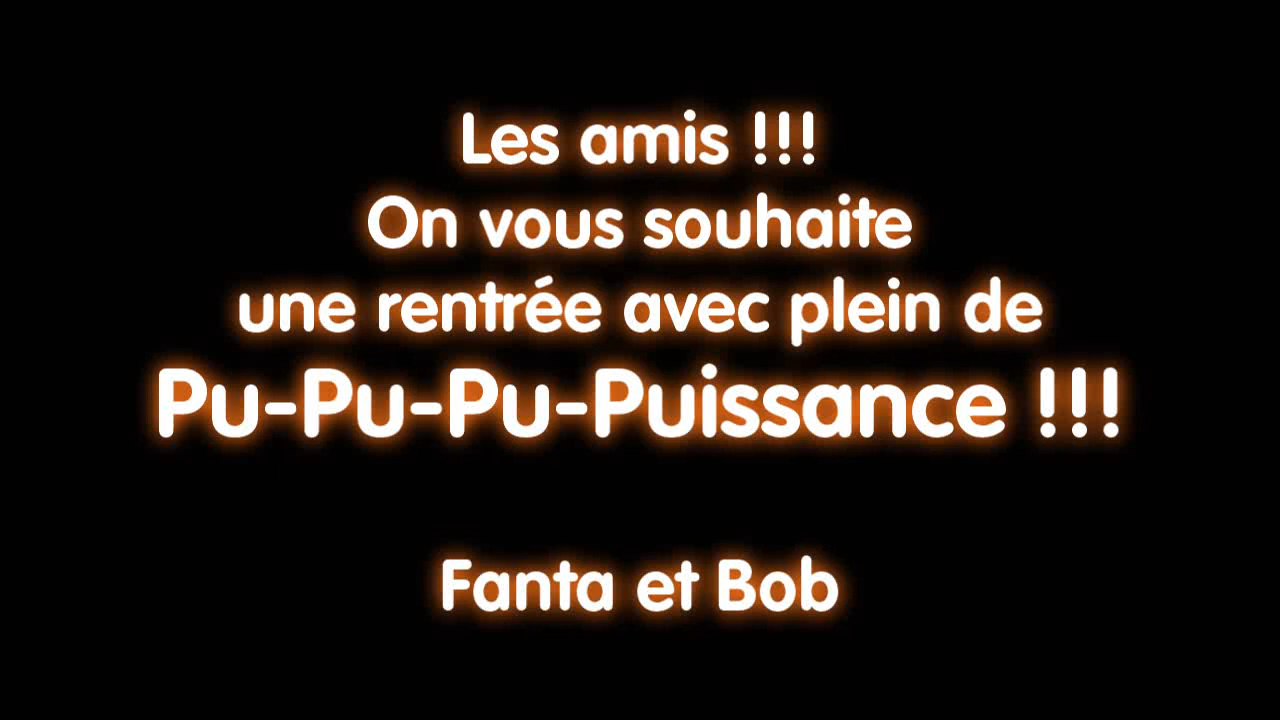 Les amis !!!
On vous souhaite
une rentrée avec plein de
Pu-Pu-Pu-Puissance !!!
Fanta et Bob